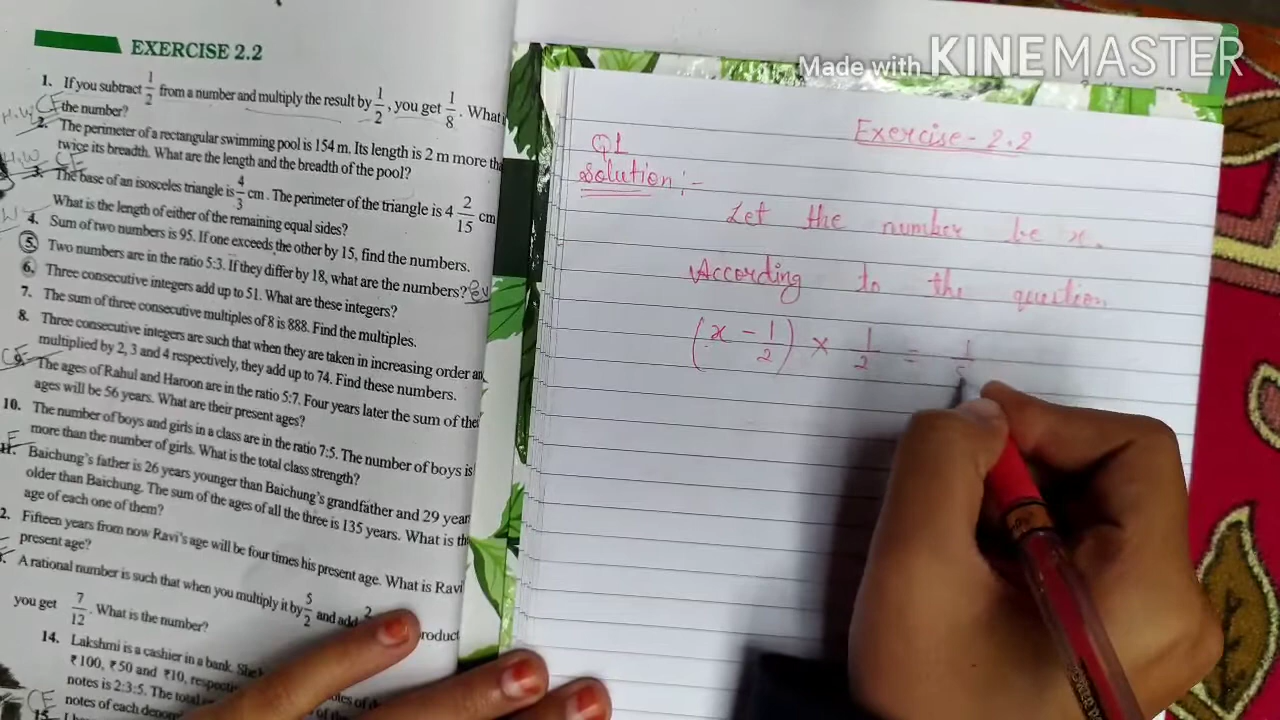 Made with KINEMASTER
EXERCISE 2.2
1. If you subtract 1/2 from a number and multiply the result by 1/2, you get 1/8. What
the number?
2. The perimeter of a rectangular swimming pool is 154 m. Its length is 2 m more
twice its breadth. What are the length and the breadth of the pool?
3. The base of an isosceles triangle is 4/3 cm. The perimeter of the triangle is 4 2/15 cm
What is the length of either of the remaining equal sides?
4. Sum of two numbers is 95. If one exceeds the other by 15, find the numbers.
5. Two numbers are in the ratio 5:3. If they differ by 18, what are the numbers?
6. Three consecutive integers add up to 51. What are these integers?
7. The sum of three consecutive multiples of 8 is 888. Find the multiples.
8. Three consecutive integers are such that when they are taken in increasing order
multiplied by 2, 3 and 4 respectively, they add up to 74. Find these numbers.
The ages of Rahul and Haroon are in the ratio 5:7. Four years later the sum of
ages will be 56 years. What are their present ages?
10. The number of boys and girls in a class are in the ratio 7:5. The number of boys is
more than the number of girls. What is the total class strength?
11. Baichung's father is 26 years younger than Baichung's grandfather and 29
older than Baichung. The sum of the ages of all the three is 135 years. What is
age of each one of them?
2. Fifteen years from now Ravi's age will be four times his present age. What is
present age?
A rational number is such that when you multiply it by 5/2 and add
you get 7/12. What is the number?
14. Lakshmi is a cashier in a bank. She
₹100, ₹50 and ₹10,
notes is 2:3:5. The
notes of each
15.
Exercise - 2.2
Q1
Solution :-
Let the number be x.
According to the question
(x - 1/2) × 1/2 = 1